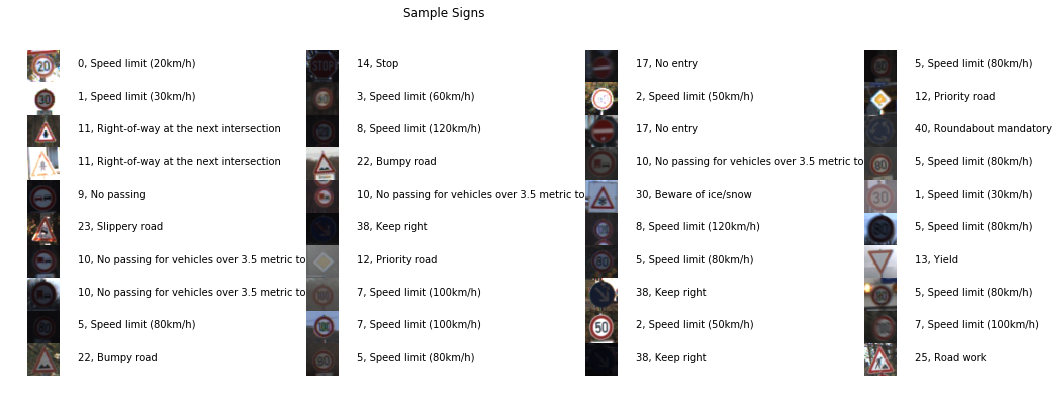 Sample Signs
0, Speed limit (20km/h)
1, Speed limit (30km/h)
11, Right-of-way at the next intersection
11, Right-of-way at the next intersection
9, No passing
23, Slippery road
10, No passing for vehicles over 3.5 metric to
10, No passing for vehicles over 3.5 metric to
5, Speed limit (80km/h)
22, Bumpy road
14, Stop
3, Speed limit (60km/h)
8, Speed limit (120km/h)
22, Bumpy road
10, No passing for vehicles over 3.5 metric to
38, Keep right
12, Priority road
7, Speed limit (100km/h)
7, Speed limit (100km/h)
5, Speed limit (80km/h)
17, No entry
2, Speed limit (50km/h)
17, No entry
10, No passing for vehicles over 3.5 metric to
30, Beware of ice/snow
8, Speed limit (120km/h)
5, Speed limit (80km/h)
38, Keep right
2, Speed limit (50km/h)
38, Keep right
5, Speed limit (80km/h)
12, Priority road
40, Roundabout mandatory
5, Speed limit (80km/h)
1, Speed limit (30km/h)
5, Speed limit (80km/h)
13, Yield
5, Speed limit (80km/h)
7, Speed limit (100km/h)
25, Road work
20
30
STOP
100
50
80
30